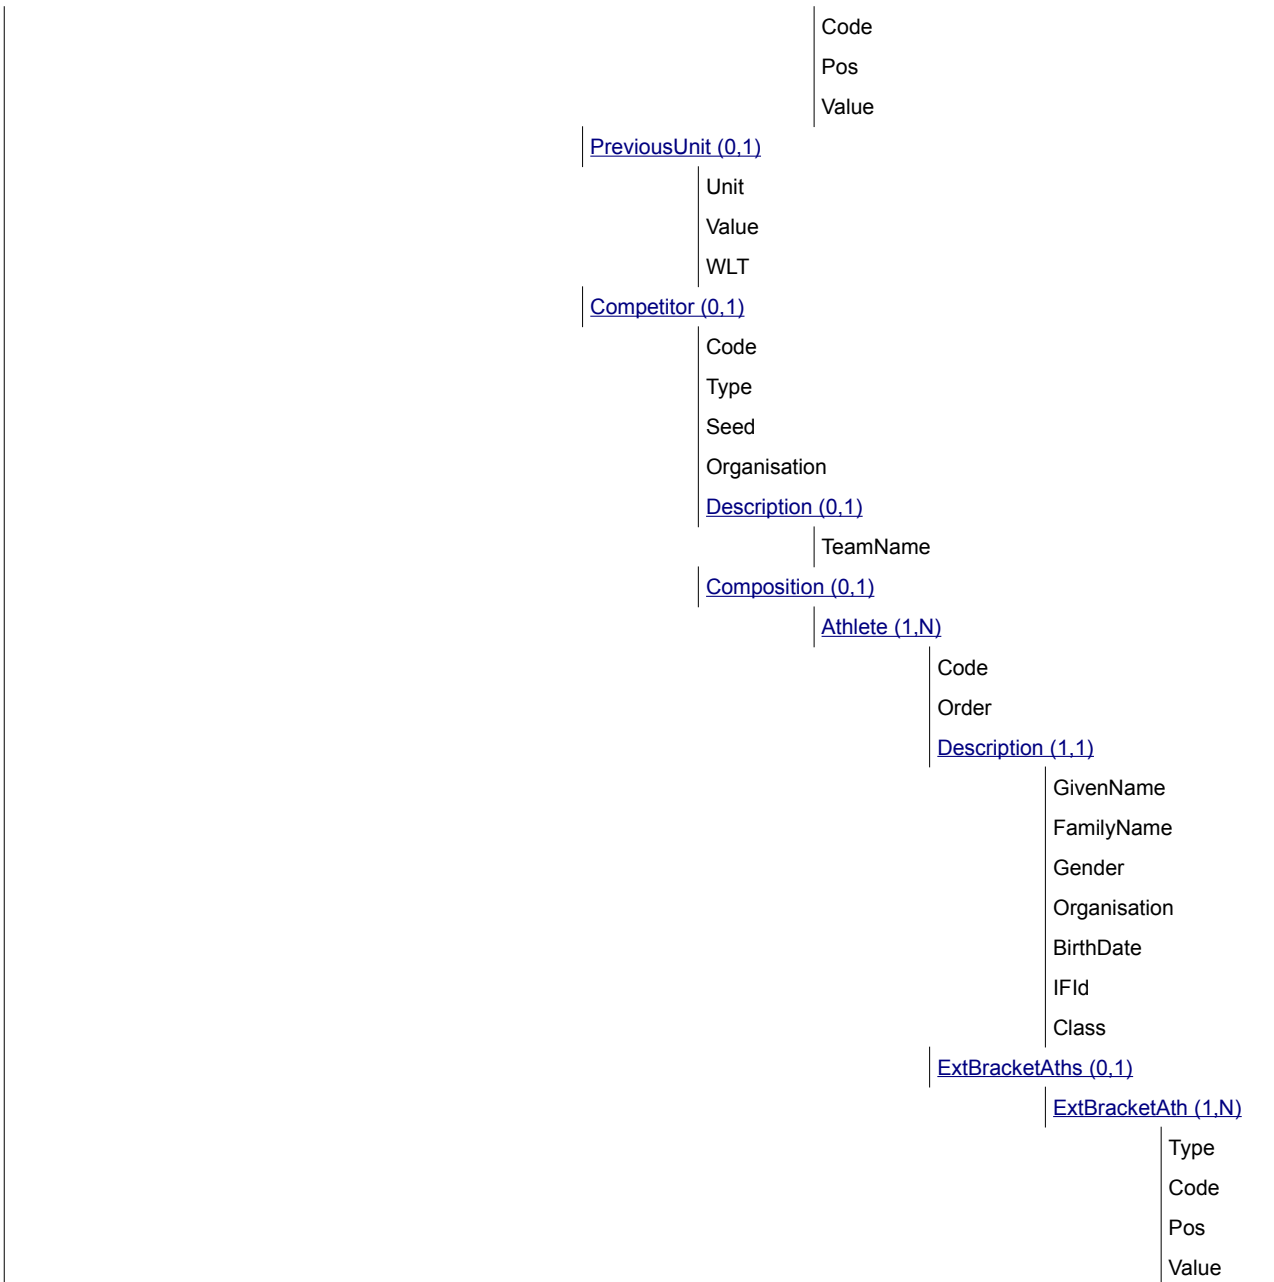 Code
Pos
Value
PreviousUnit (0,1)
Unit
Value
WLT
Competitor (0,1)
Code
Type
Seed
Organisation
Description (0,1)
TeamName
Composition (0,1)
Athlete (1,N)
Code
Order
Description (1,1)
GivenName
FamilyName
Gender
Organisation
BirthDate
IFId
Class
ExtBracketAths (0,1)
ExtBracketAth (1,N)
Type
Code
Pos
Value